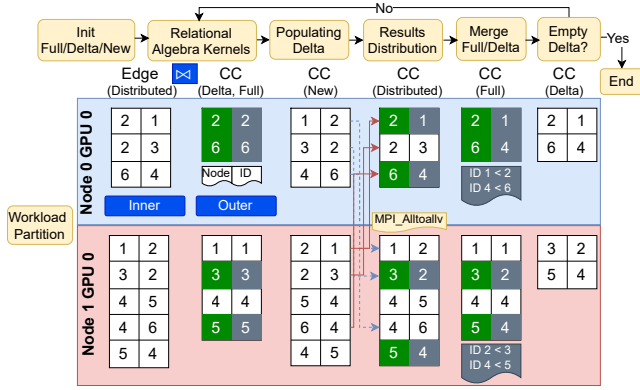 No
Init
Full/Delta/New
Relational
Algebra Kernels
Populating
Delta
Results
Distribution
Merge
Full/Delta
Empty
Delta?
Yes
End
Edge
(Distributed)
⋈
CC
(Delta, Full)
CC
(New)
CC
(Distributed)
CC
(Full)
CC
(Delta)
Workload
Partition
Node 0 GPU 0
2 1
2 3
6 4
Inner
2 2
6 6
Node ID
Outer
1 2
3 2
4 6
2 1
2 3
6 4
2 2
6 6
ID 1 < 2
ID 4 < 6
2 1
6 4
MPI_Alltoallv
Node 1 GPU 0
1 2
3 2
4 5
4 6
5 4
1 1
3 3
4 4
5 5
2 1
5 4
2 3
6 4
4 5
1 2
3 2
4 5
4 6
5 4
1 1
3 2
4 4
5 4
ID 2 < 3
ID 4 < 5
3 2
5 4